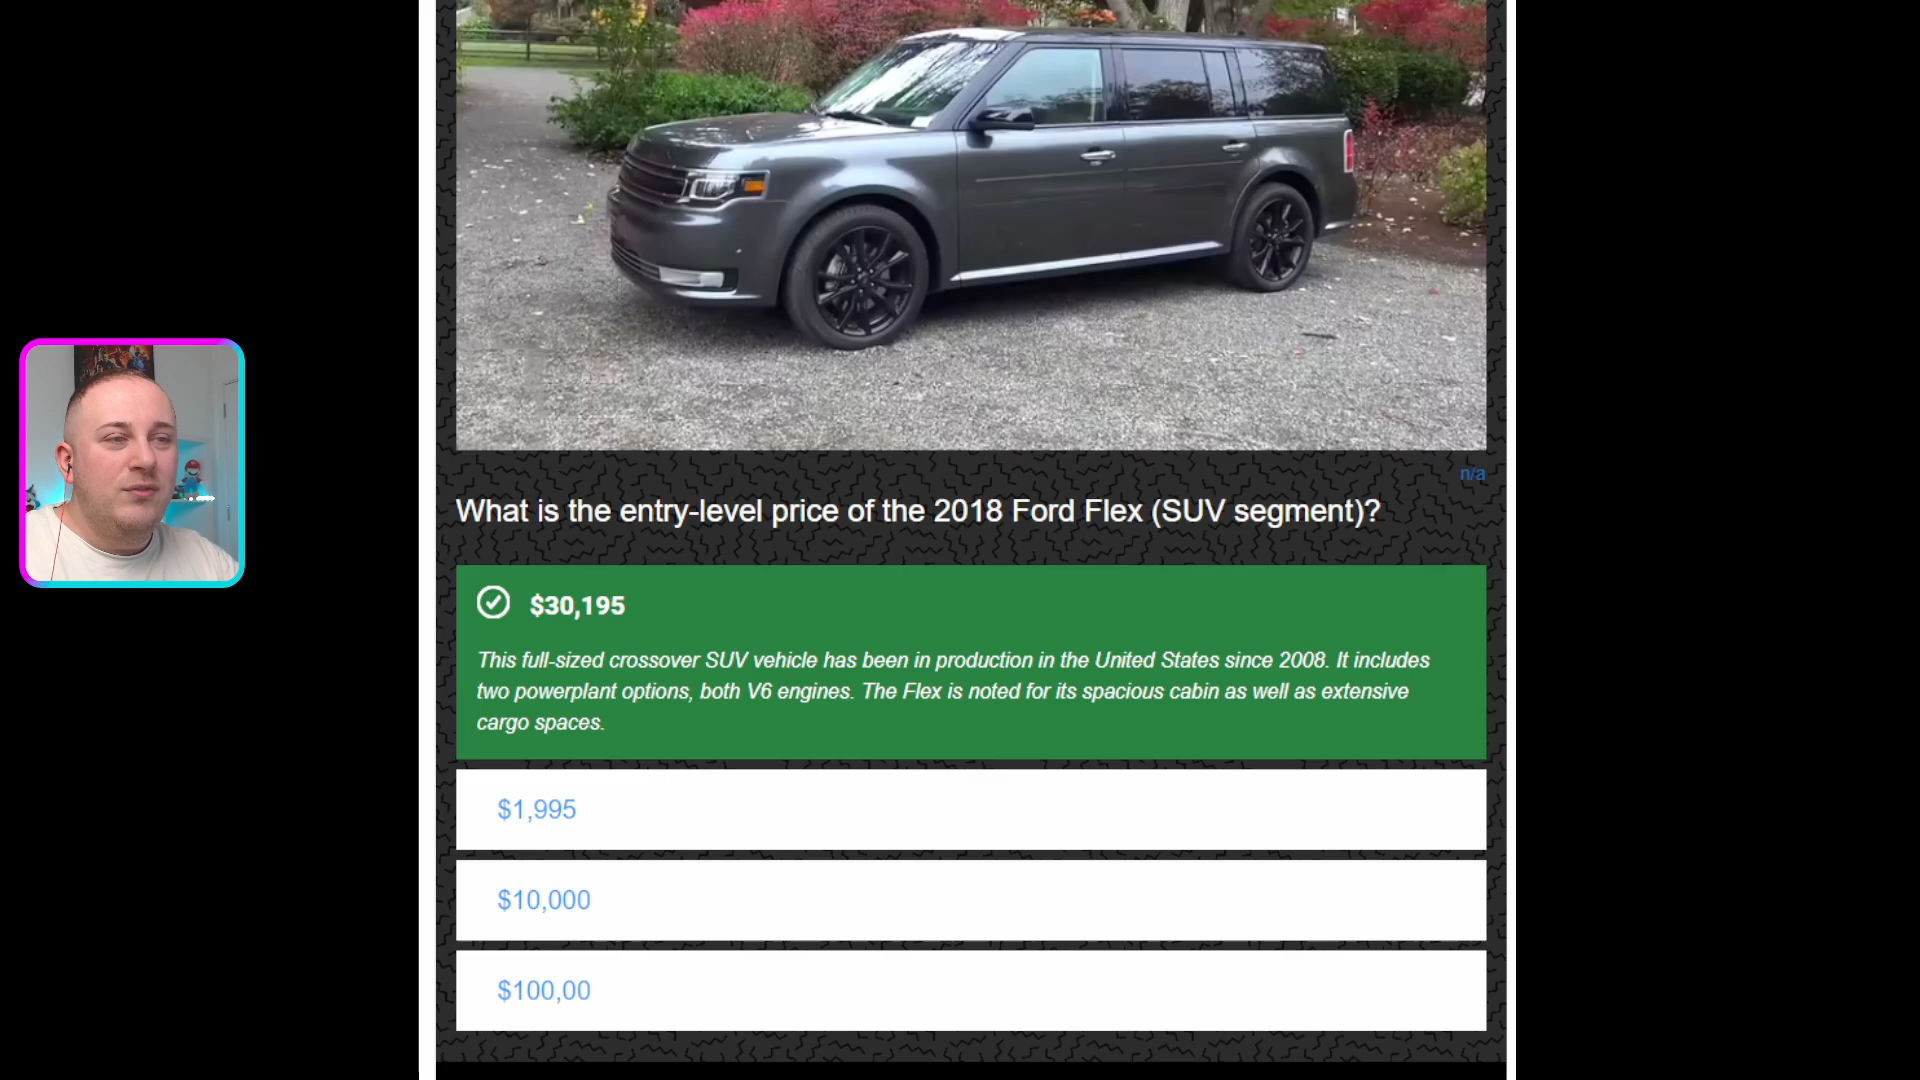 n/a
What is the entry-level price of the 2018 Ford Flex (SUV segment)?
$30,195
This full-sized crossover SUV vehicle has been in production in the United States since 2008. It includes
two powerplant options, both V6 engines. The Flex is noted for its spacious cabin as well as extensive
cargo spaces.
$1,995
$10,000
$100,00